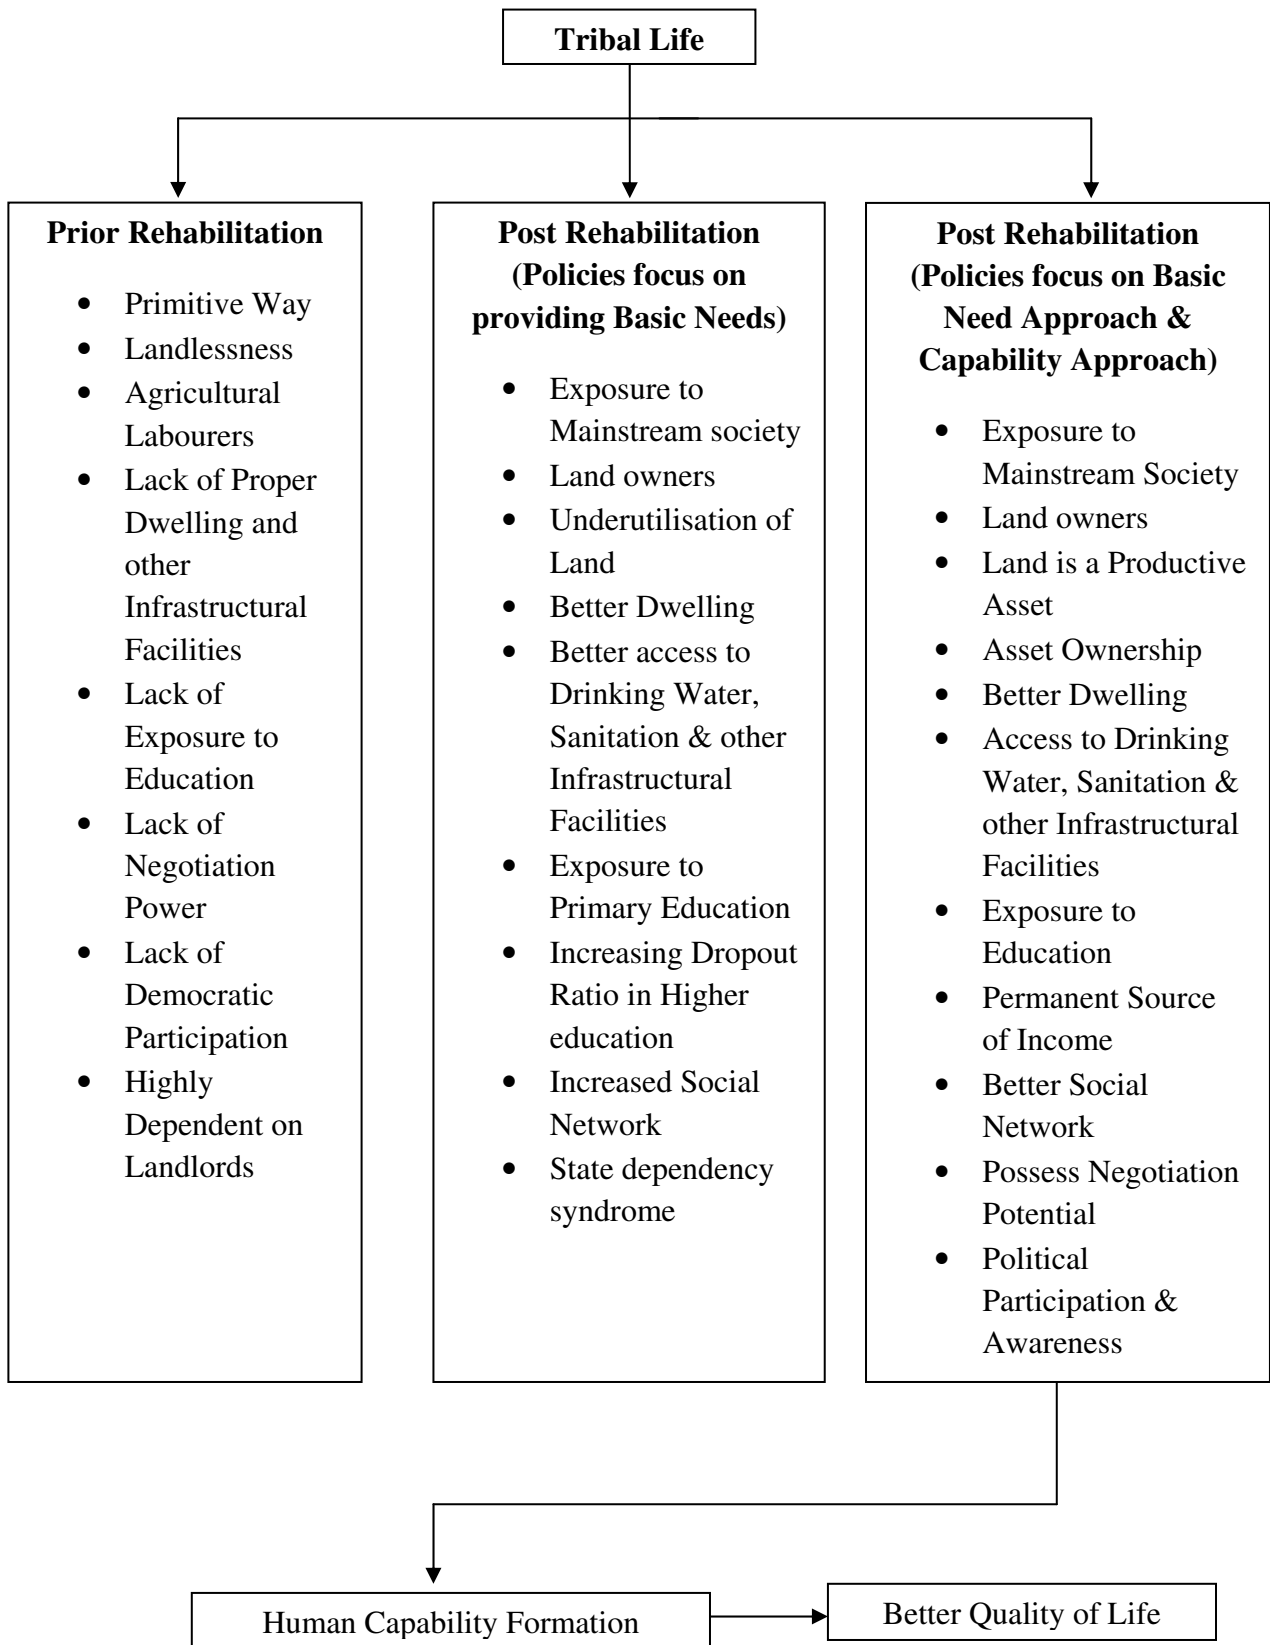 Tribal Life
Prior Rehabilitation
• Primitive Way
• Landlessness
• Agricultural
Labourers
• Lack of Proper
Dwelling and
other
Infrastructural
Facilities
• Lack of
Exposure to
Education
• Lack of
Negotiation
Power
• Lack of
Democratic
Participation
• Highly
Dependent on
Landlords
Post Rehabilitation
(Policies focus on
providing Basic Needs)
• Exposure to
Mainstream society
• Land owners
• Underutilisation of
Land
• Better Dwelling
• Better access to
Drinking Water,
Sanitation & other
Infrastructural
Facilities
• Exposure to
Primary Education
• Increasing Dropout
Ratio in Higher
education
• Increased Social
Network
• State dependency
syndrome
Post Rehabilitation
(Policies focus on Basic
Need Approach &
Capability Approach)
• Exposure to
Mainstream Society
• Land owners
• Land is a Productive
Asset
• Asset Ownership
• Better Dwelling
• Access to Drinking
Water, Sanitation &
other Infrastructural
Facilities
• Exposure to
Education
• Permanent Source
of Income
• Better Social
Network
• Possess Negotiation
Potential
• Political
Participation &
Awareness
Human Capability Formation
Better Quality of Life